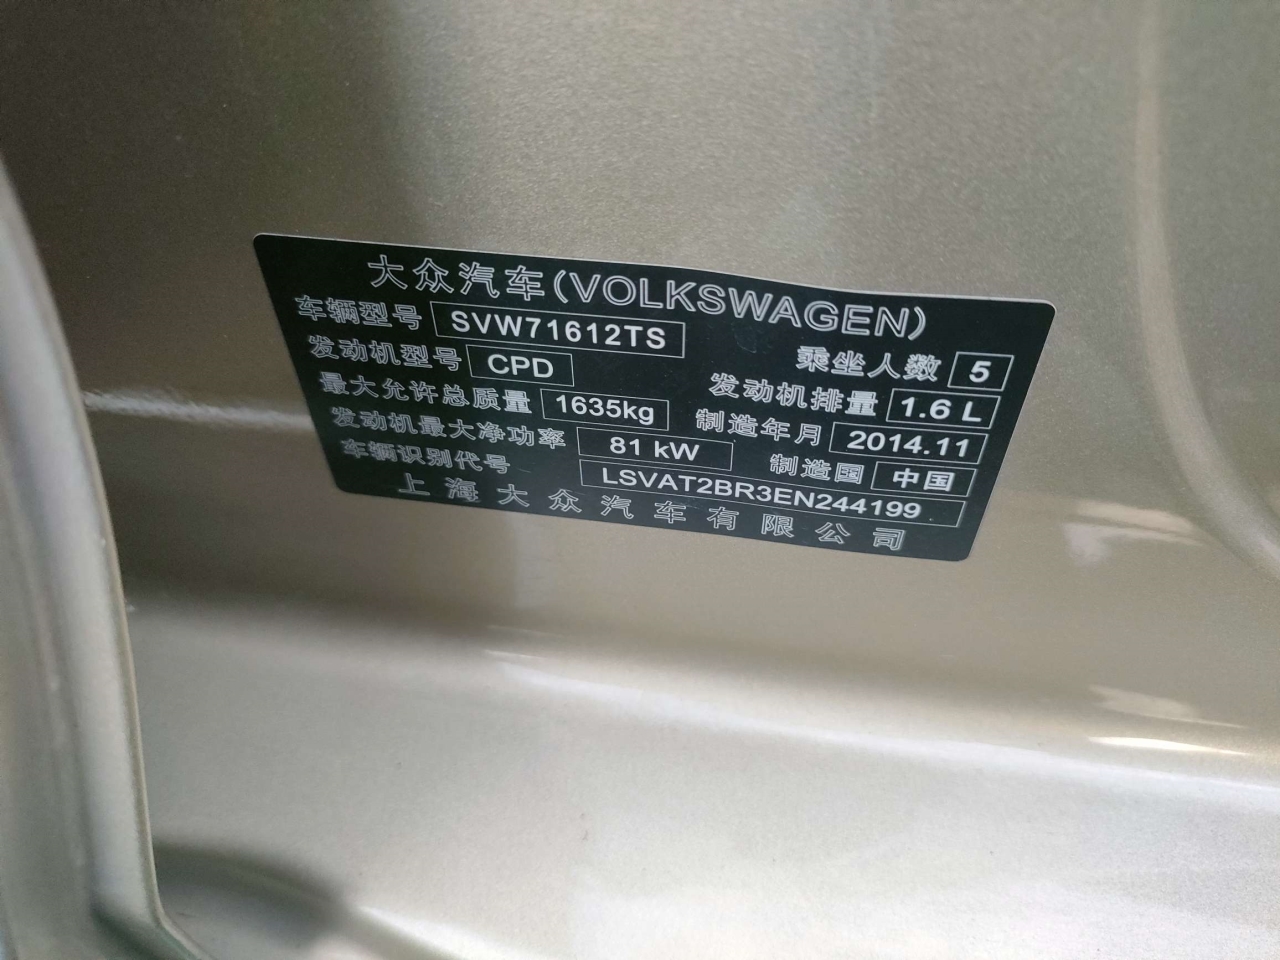 大众汽车(VOLKSWAGEN)
车辆型号 SVW71612TS 乘坐人数 5
发动机型号 CPD 发动机排量 1.6 L
最大允许总质量 1635kg 制造年月 2014.11
发动机最大净功率 81 kW 制造国 中国
车辆识别代号 LSVAT2BR3EN244199
上海大众汽车有限公司